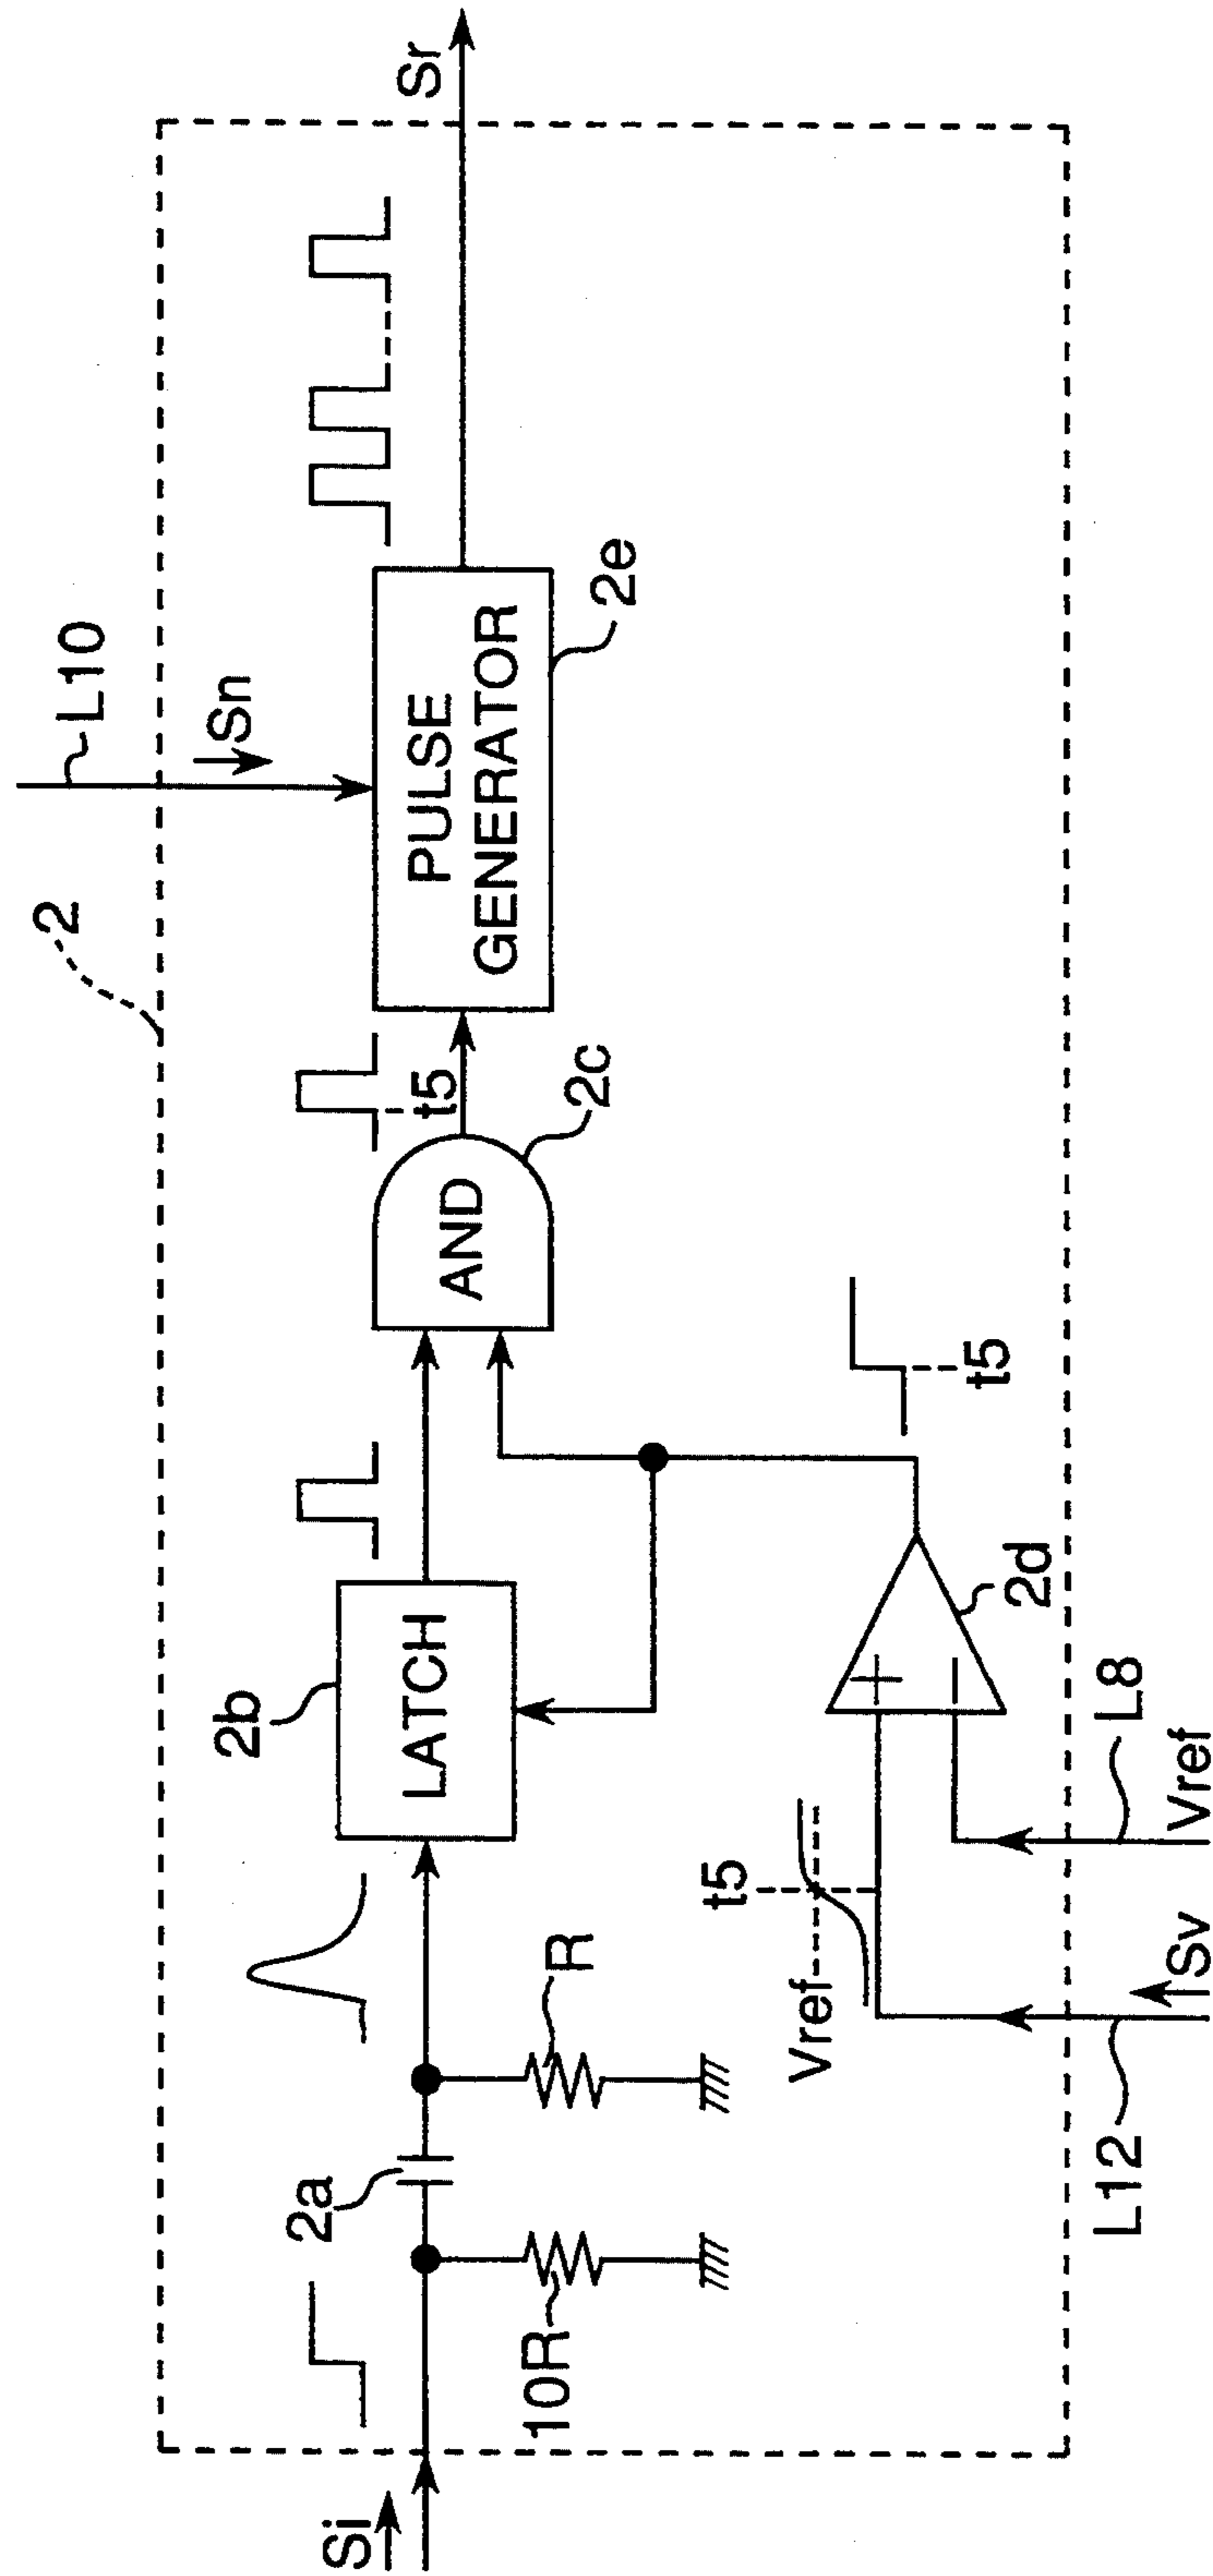 Si
2
L10
Sn
Sr
2a
10R
R
2b
LATCH
AND
2c
t5
PULSE
GENERATOR
2e
t5
Vref
t5
2d
L12
Sv
L8
Vref